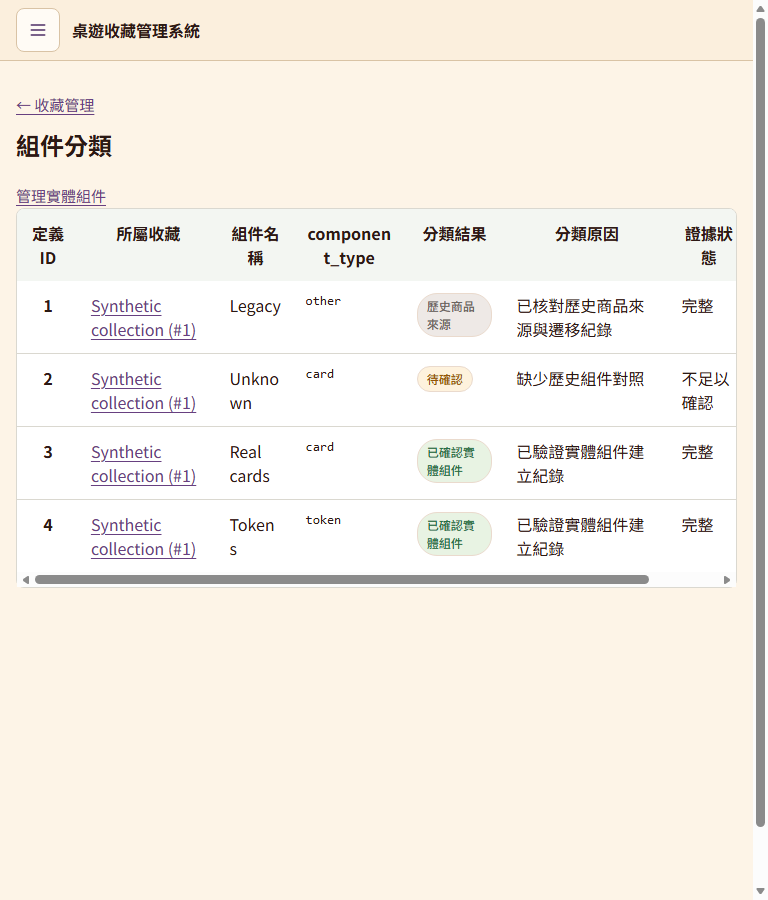 桌遊收藏管理系統
← 收藏管理
組件分類
管理實體組件
定義 ID 所屬收藏 組件名稱 component_type 分類結果 分類原因 證據狀態
1 Synthetic collection (#1) Legacy other 歷史商品來源 已核對歷史商品來源與遷移紀錄 完整
2 Synthetic collection (#1) Unknown card 待確認 缺少歷史組件對照 不足以確認
3 Synthetic collection (#1) Real cards card 已確認實體組件 已驗證實體組件建立紀錄 完整
4 Synthetic collection (#1) Tokens token 已確認實體組件 已驗證實體組件建立紀錄 完整